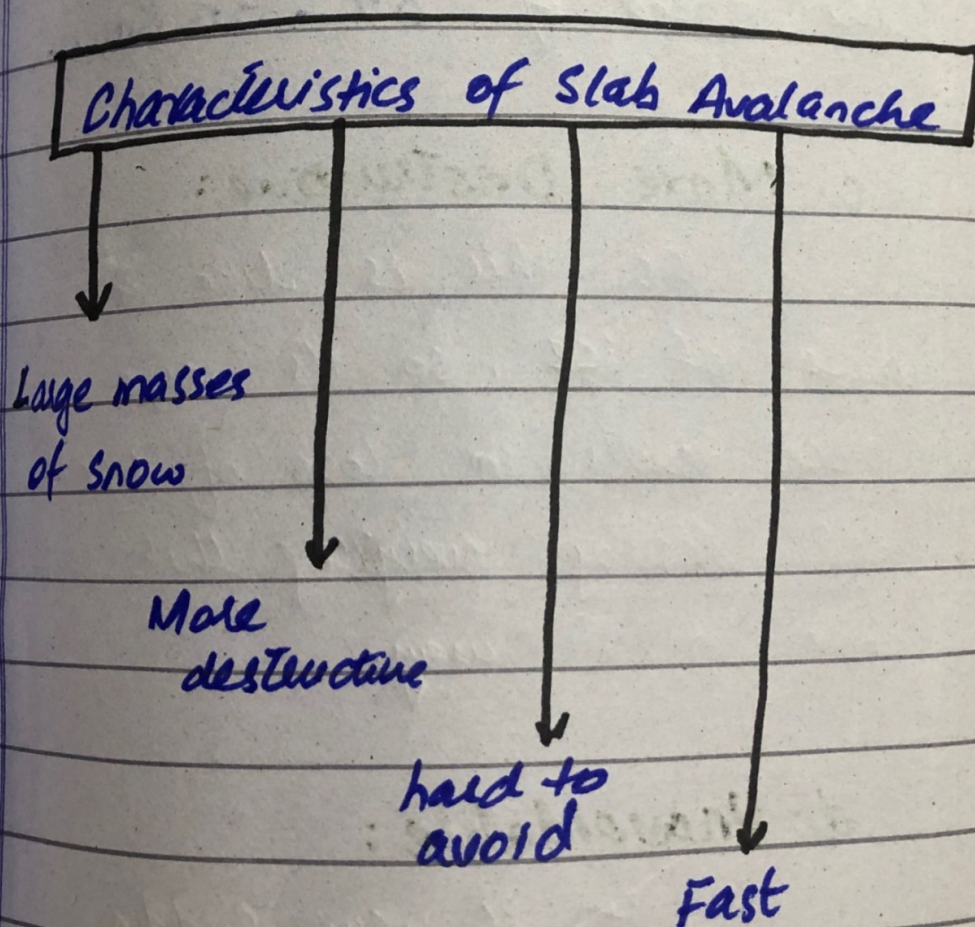 Characteristics of Slab Avalanche
Large masses
of snow
More
destructive
hard to
avoid
Fast